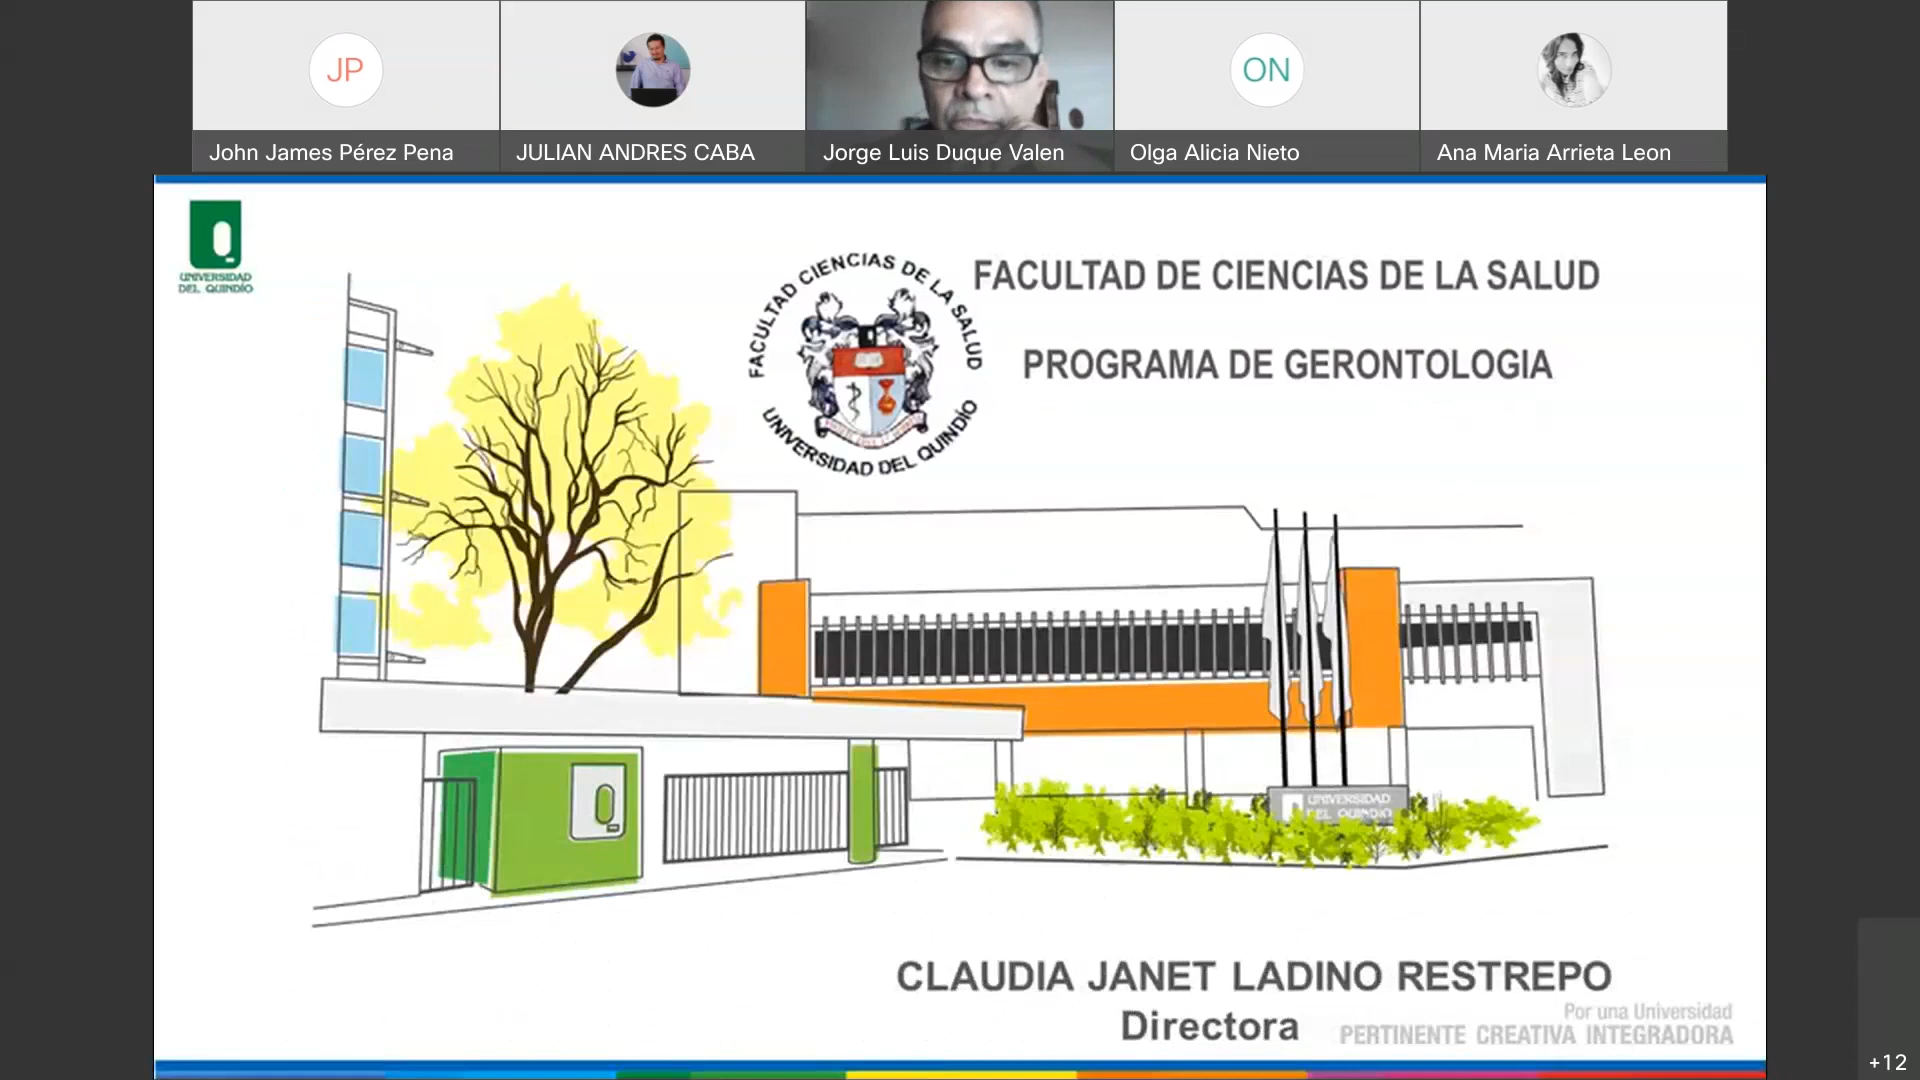 JP
ON
John James Pérez Pena
JULIAN ANDRES CABA
Jorge Luis Duque Valen
Olga Alicia Nieto
Ana Maria Arrieta Leon
UNIVERSIDAD
DEL QUINDÍO
FACULTAD CIENCIAS DE LA SALUD
UNIVERSIDAD DEL QUINDÍO
FACULTAD DE CIENCIAS DE LA SALUD
PROGRAMA DE GERONTOLOGIA
UNIVERSIDAD
DEL QUINDIO
CLAUDIA JANET LADINO RESTREPO
Directora
Por una Universidad
PERTINENTE CREATIVA INTEGRADORA
+12